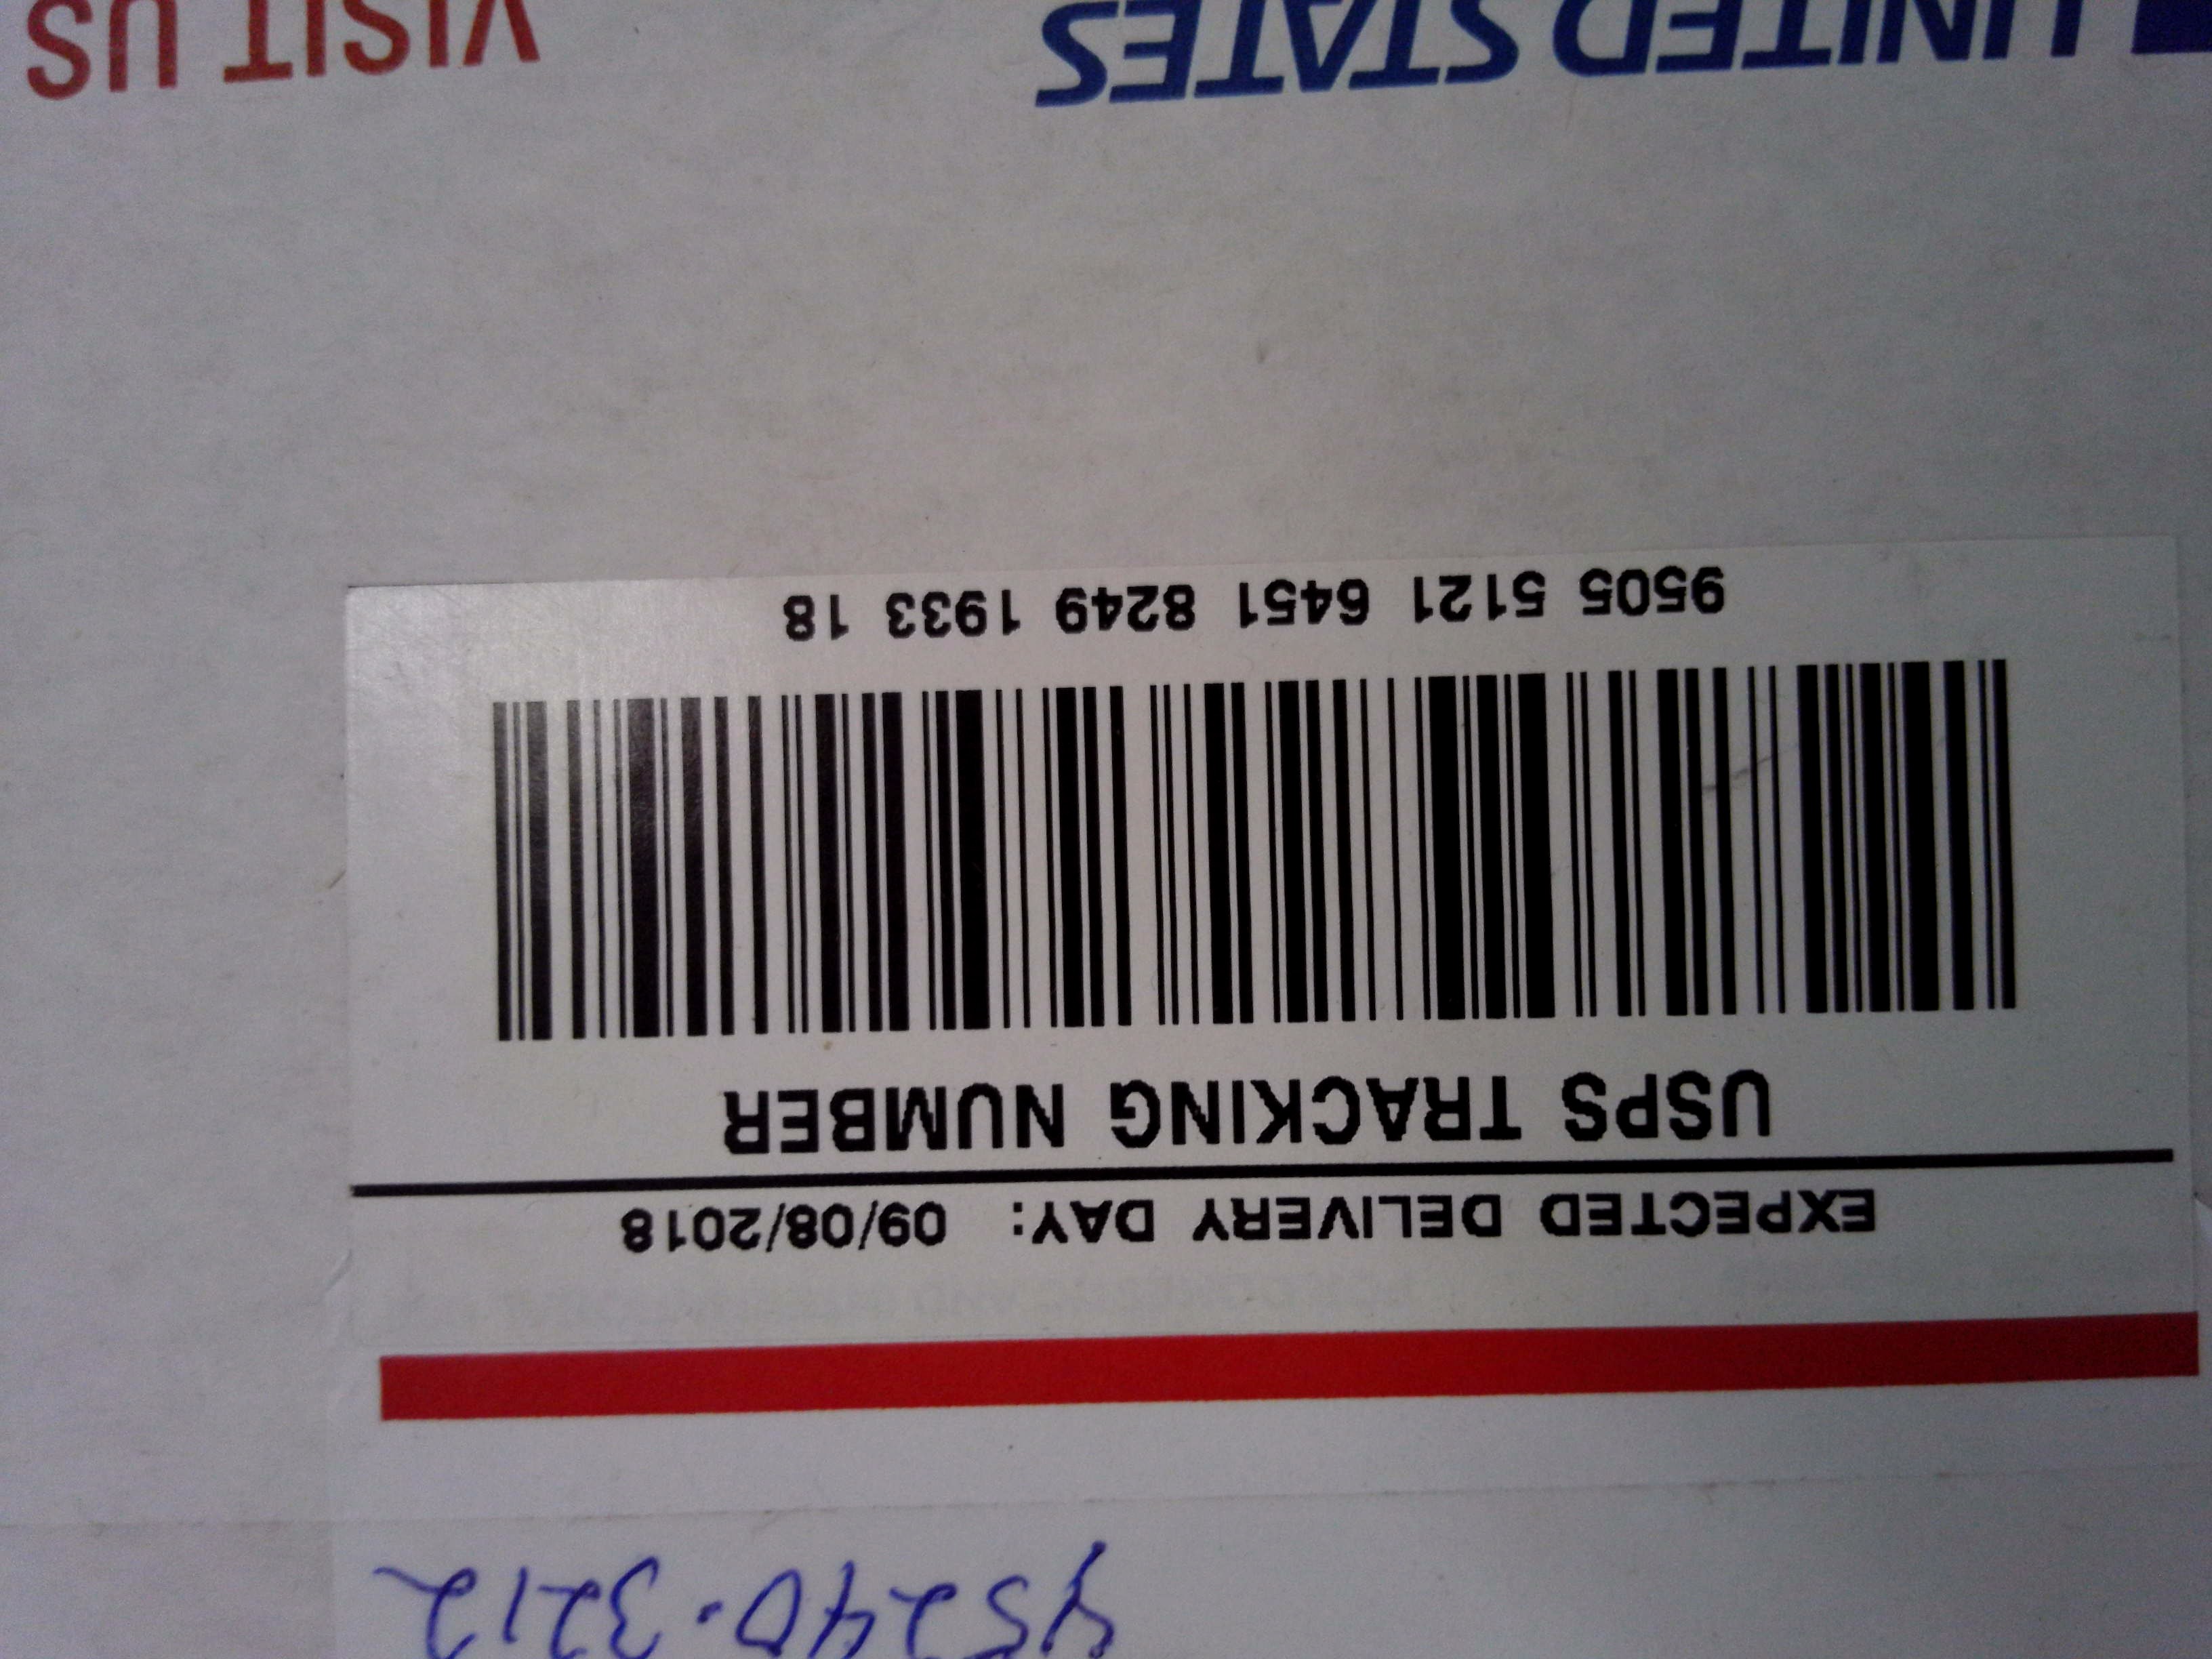 45240-3212
EXPECTED DELIVERY DAY: 09/08/2018
USPS TRACKING NUMBER
9505 5121 6451 8249 1933 18
UNITED STATES
VISIT US